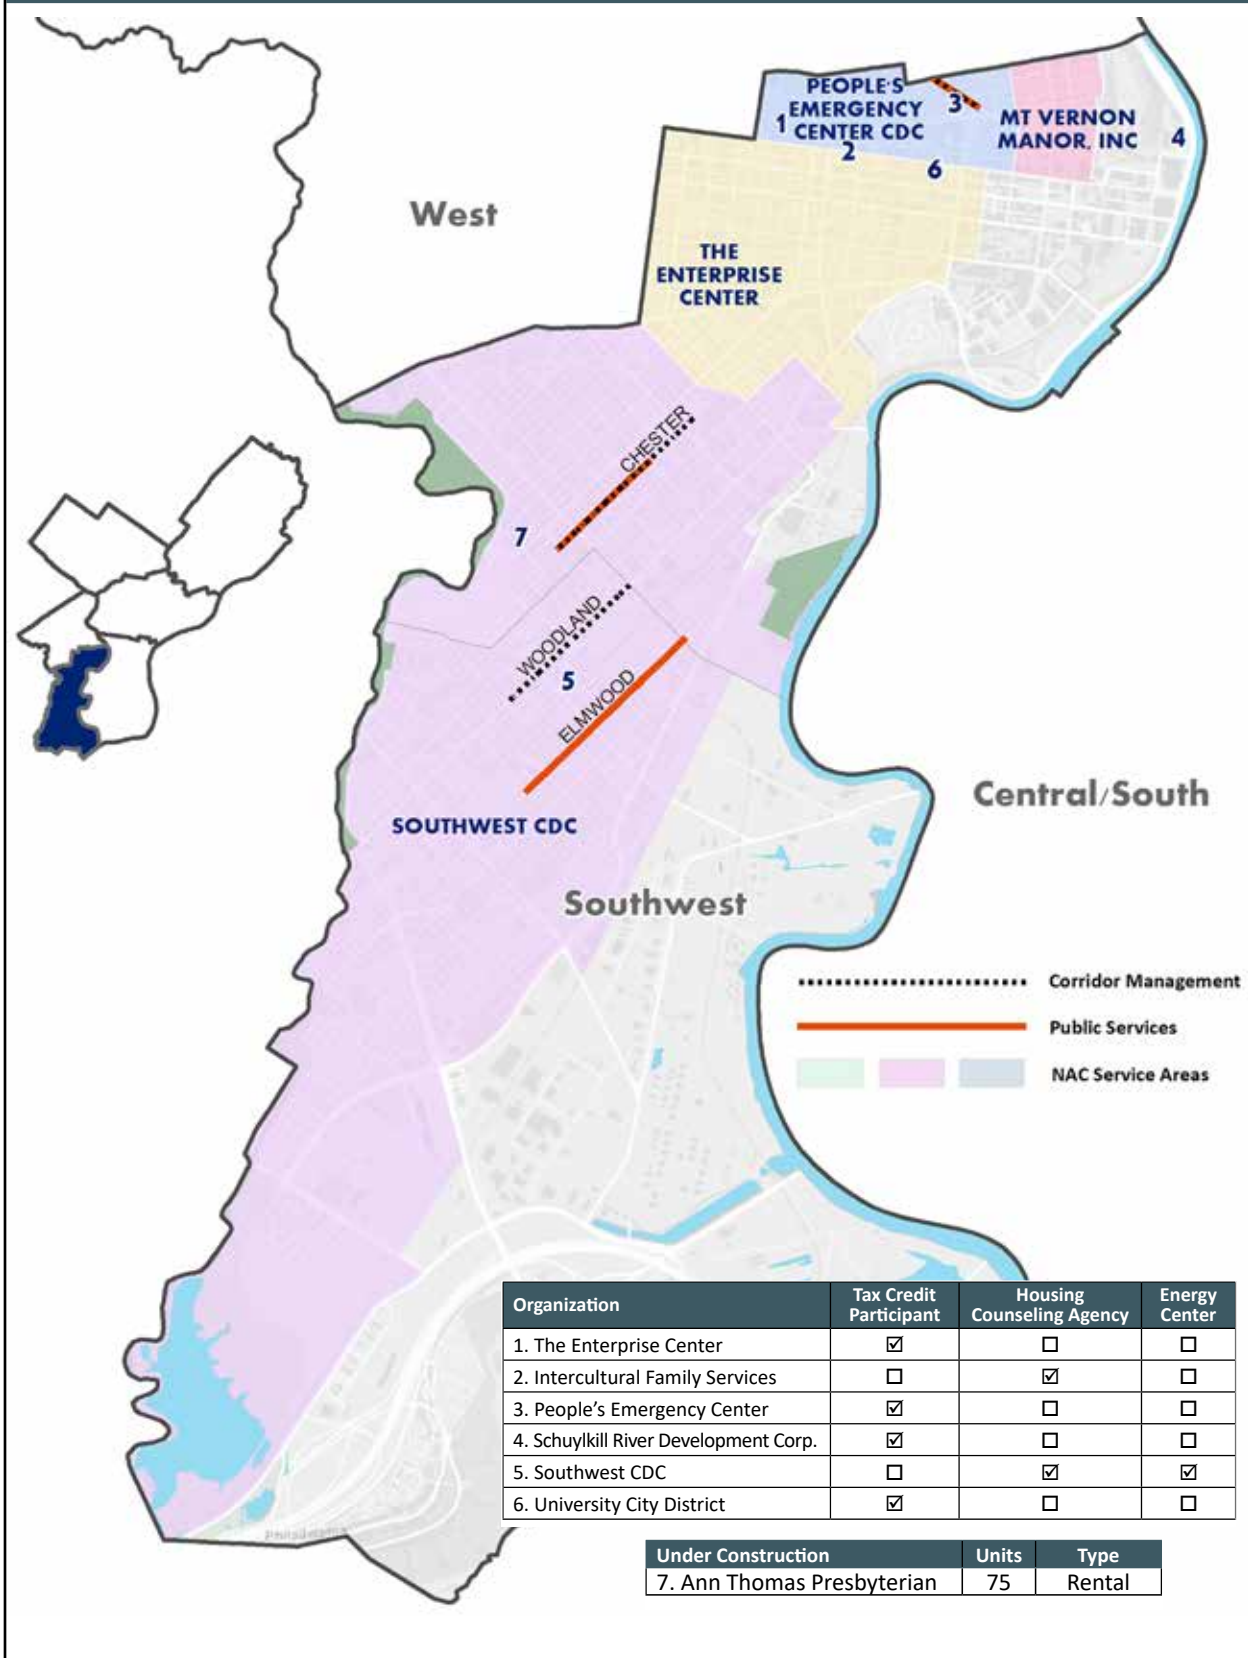 PEOPLE'S
EMERGENCY
CENTER CDC
1
2
3
MT VERNON
MANOR, INC
4
6
West
THE
ENTERPRISE
CENTER
CHESTER
7
WOODLAND
5
ELMWOOD
SOUTHWEST CDC
Central/South
Southwest
Corridor Management
Public Services
NAC Service Areas
Organization Tax Credit Participant Housing Counseling Agency Energy Center
1. The Enterprise Center ☑ ☐ ☐
2. Intercultural Family Services ☐ ☑ ☐
3. People’s Emergency Center ☑ ☐ ☐
4. Schuylkill River Development Corp. ☑ ☐ ☐
5. Southwest CDC ☐ ☑ ☑
6. University City District ☑ ☐ ☐
Under Construction Units Type
7. Ann Thomas Presbyterian 75 Rental